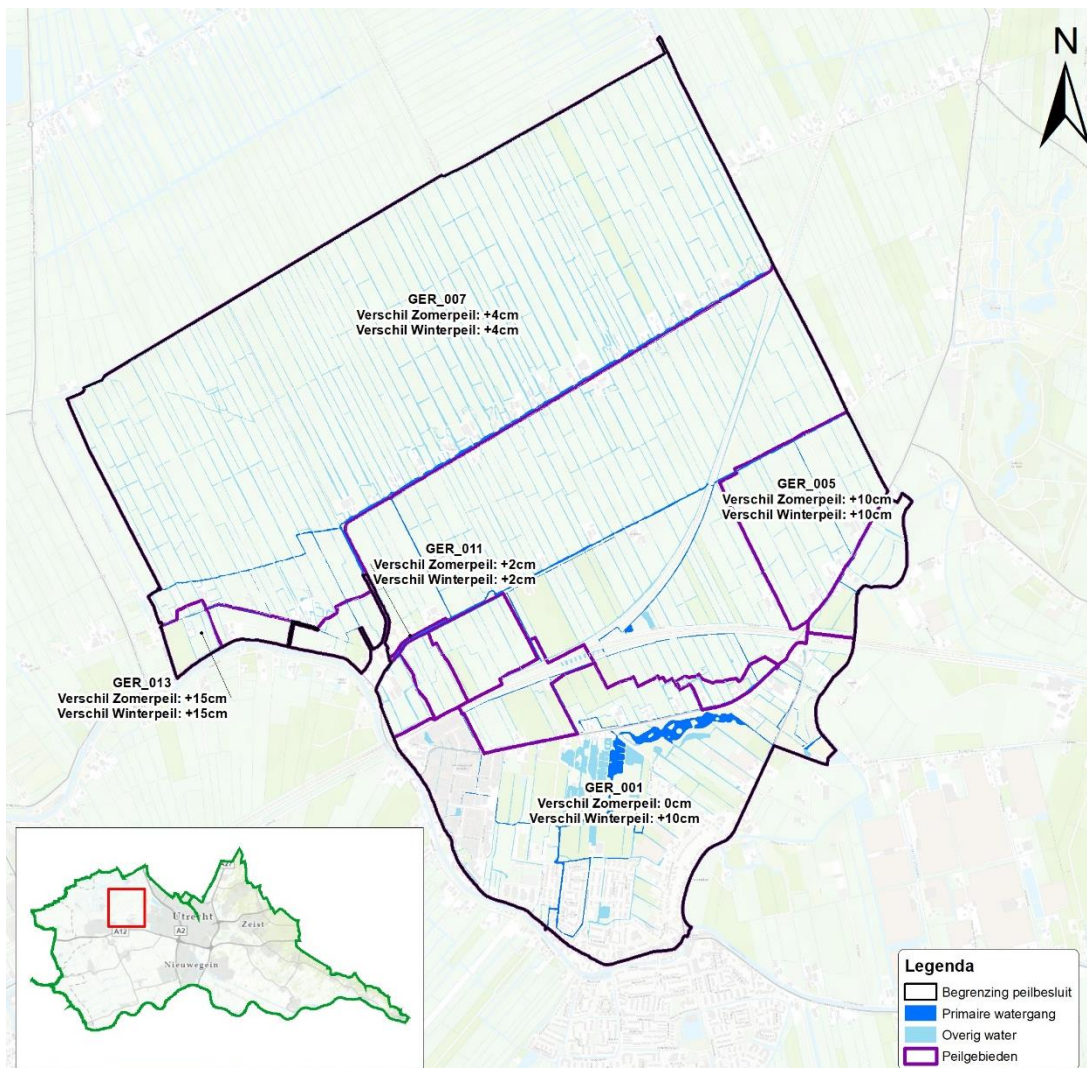 N
GER_007
Verschil Zomerpeil: +4cm
Verschil Winterpeil: +4cm
GER_005
Verschil Zomerpeil: +10cm
Verschil Winterpeil: +10cm
GER_011
Verschil Zomerpeil: +2cm
Verschil Winterpeil: +2cm
GER_013
Verschil Zomerpeil: +15cm
Verschil Winterpeil: +15cm
GER_001
Verschil Zomerpeil: 0cm
Verschil Winterpeil: +10cm
Utrecht
Zeist
A12
A2
Nieuwegein
Legenda
Begrenzing peilbesluit
Primaire watergang
Overig water
Peilgebieden